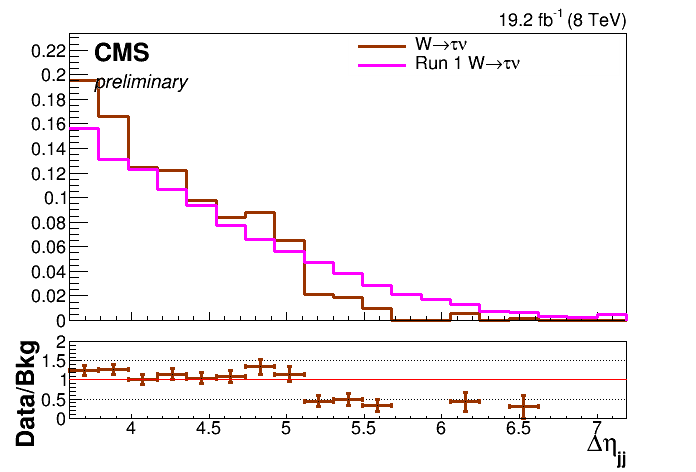 19.2 fb⁻¹ (8 TeV)
CMS
preliminary
W→τν
Run 1 W→τν
0.22
0.2
0.18
0.16
0.14
0.12
0.1
0.08
0.06
0.04
0.02
0
Data/Bkg
2
1.5
1
0.5
0
4 4.5 5 5.5 6 6.5 7
Δηjj